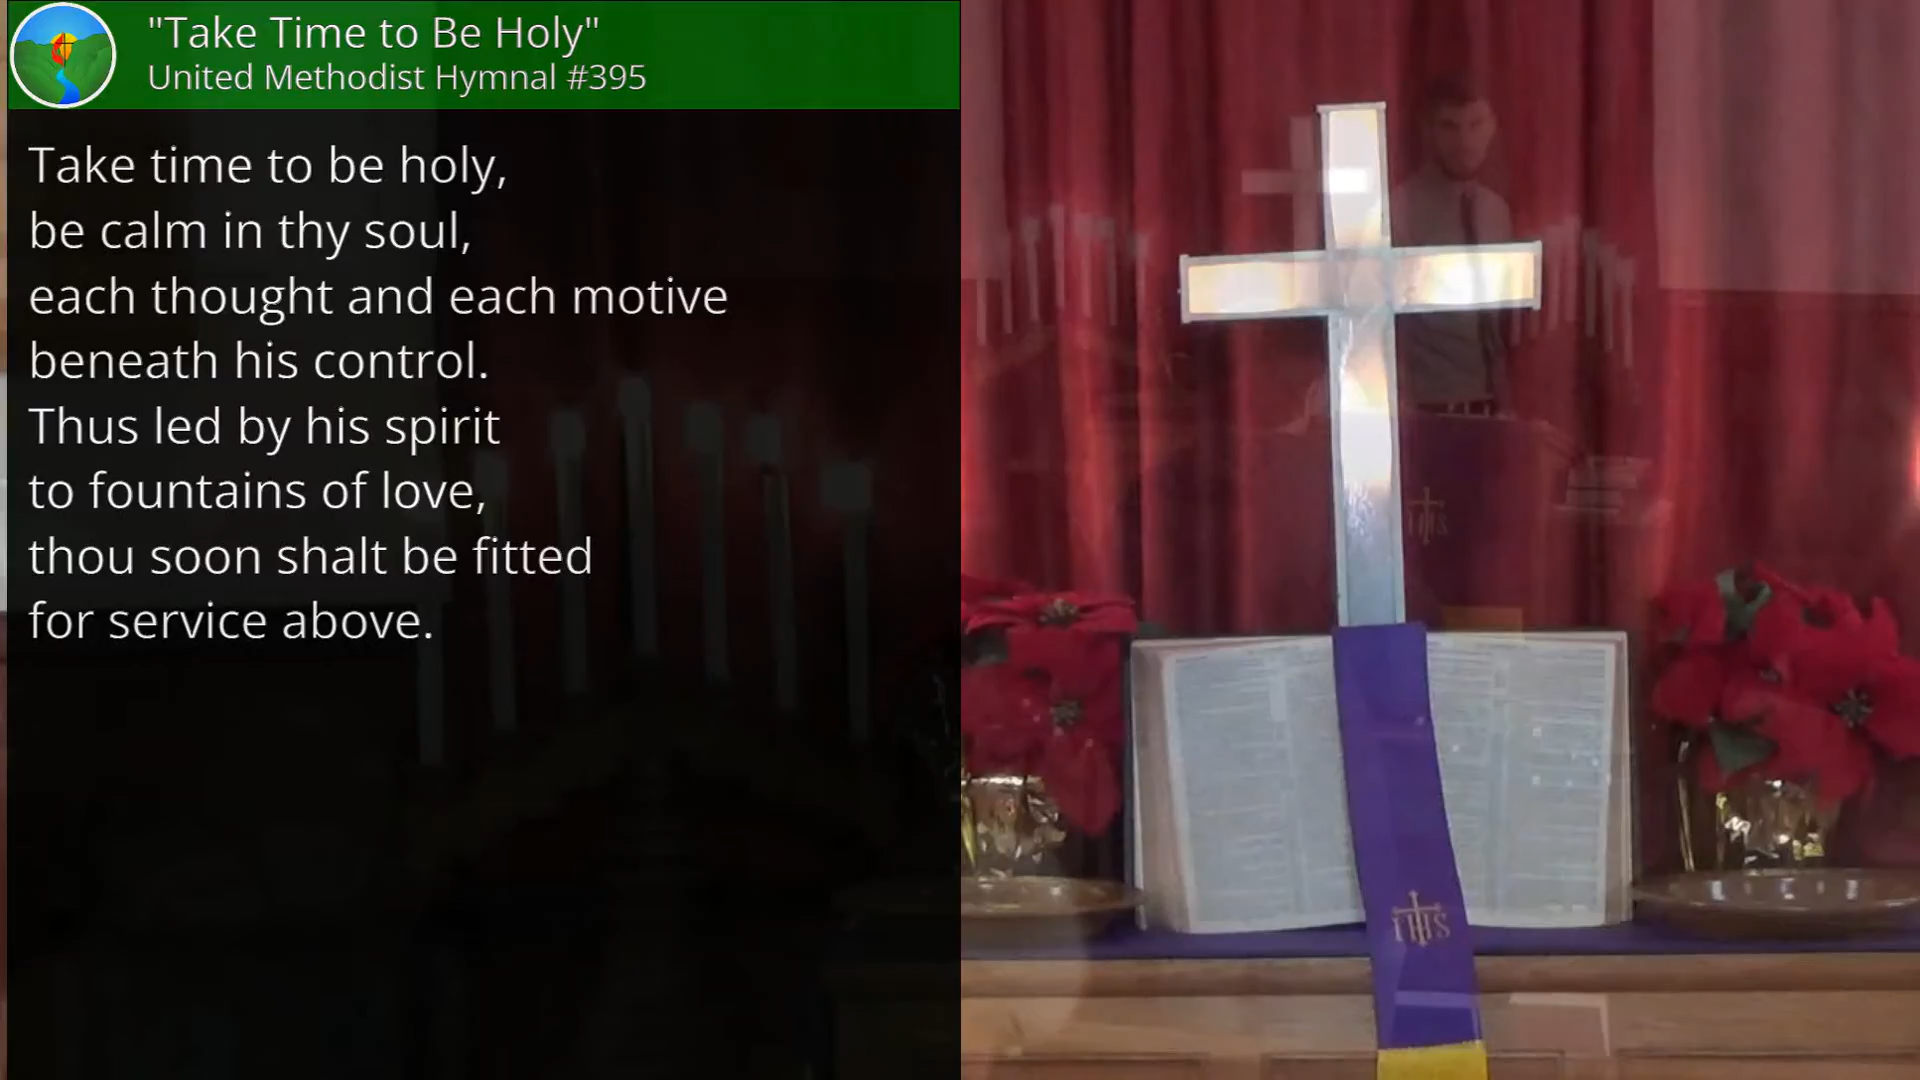 "Take Time to Be Holy"
United Methodist Hymnal #395
Take time to be holy,
be calm in thy soul,
each thought and each motive
beneath his control.
Thus led by his spirit
to fountains of love,
thou soon shalt be fitted
for service above.
IHS
IHS